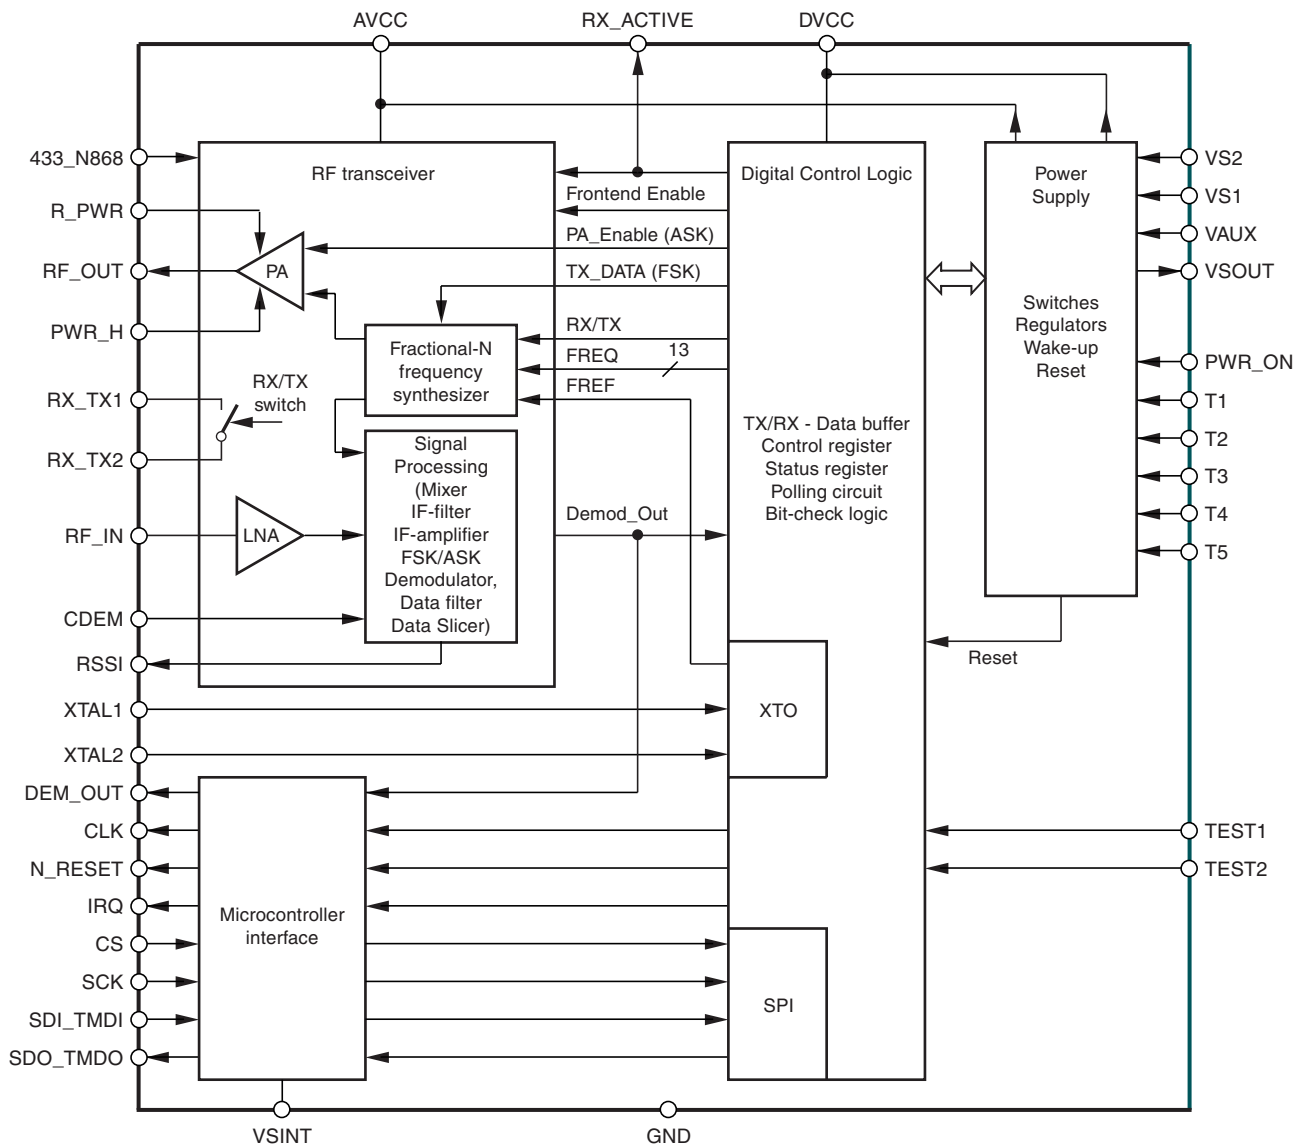 AVCC
RX_ACTIVE
DVCC
433_N868
R_PWR
RF_OUT
PWR_H
RX_TX1
RX_TX2
RF_IN
CDEM
RSSI
XTAL1
XTAL2
DEM_OUT
CLK
N_RESET
IRQ
CS
SCK
SDI_TMDI
SDO_TMDO
RF transceiver
PA
RX/TX
switch
LNA
Fractional-N
frequency
synthesizer
Signal
Processing
(Mixer
IF-filter
IF-amplifier
FSK/ASK
Demodulator,
Data filter
Data Slicer)
Frontend Enable
PA_Enable (ASK)
TX_DATA (FSK)
RX/TX
FREQ
13
FREF
Demod_Out
Digital Control Logic
TX/RX - Data buffer
Control register
Status register
Polling circuit
Bit-check logic
XTO
SPI
Microcontroller
interface
Power
Supply
Switches
Regulators
Wake-up
Reset
Reset
VS2
VS1
VAUX
VSOUT
PWR_ON
T1
T2
T3
T4
T5
TEST1
TEST2
VSINT
GND